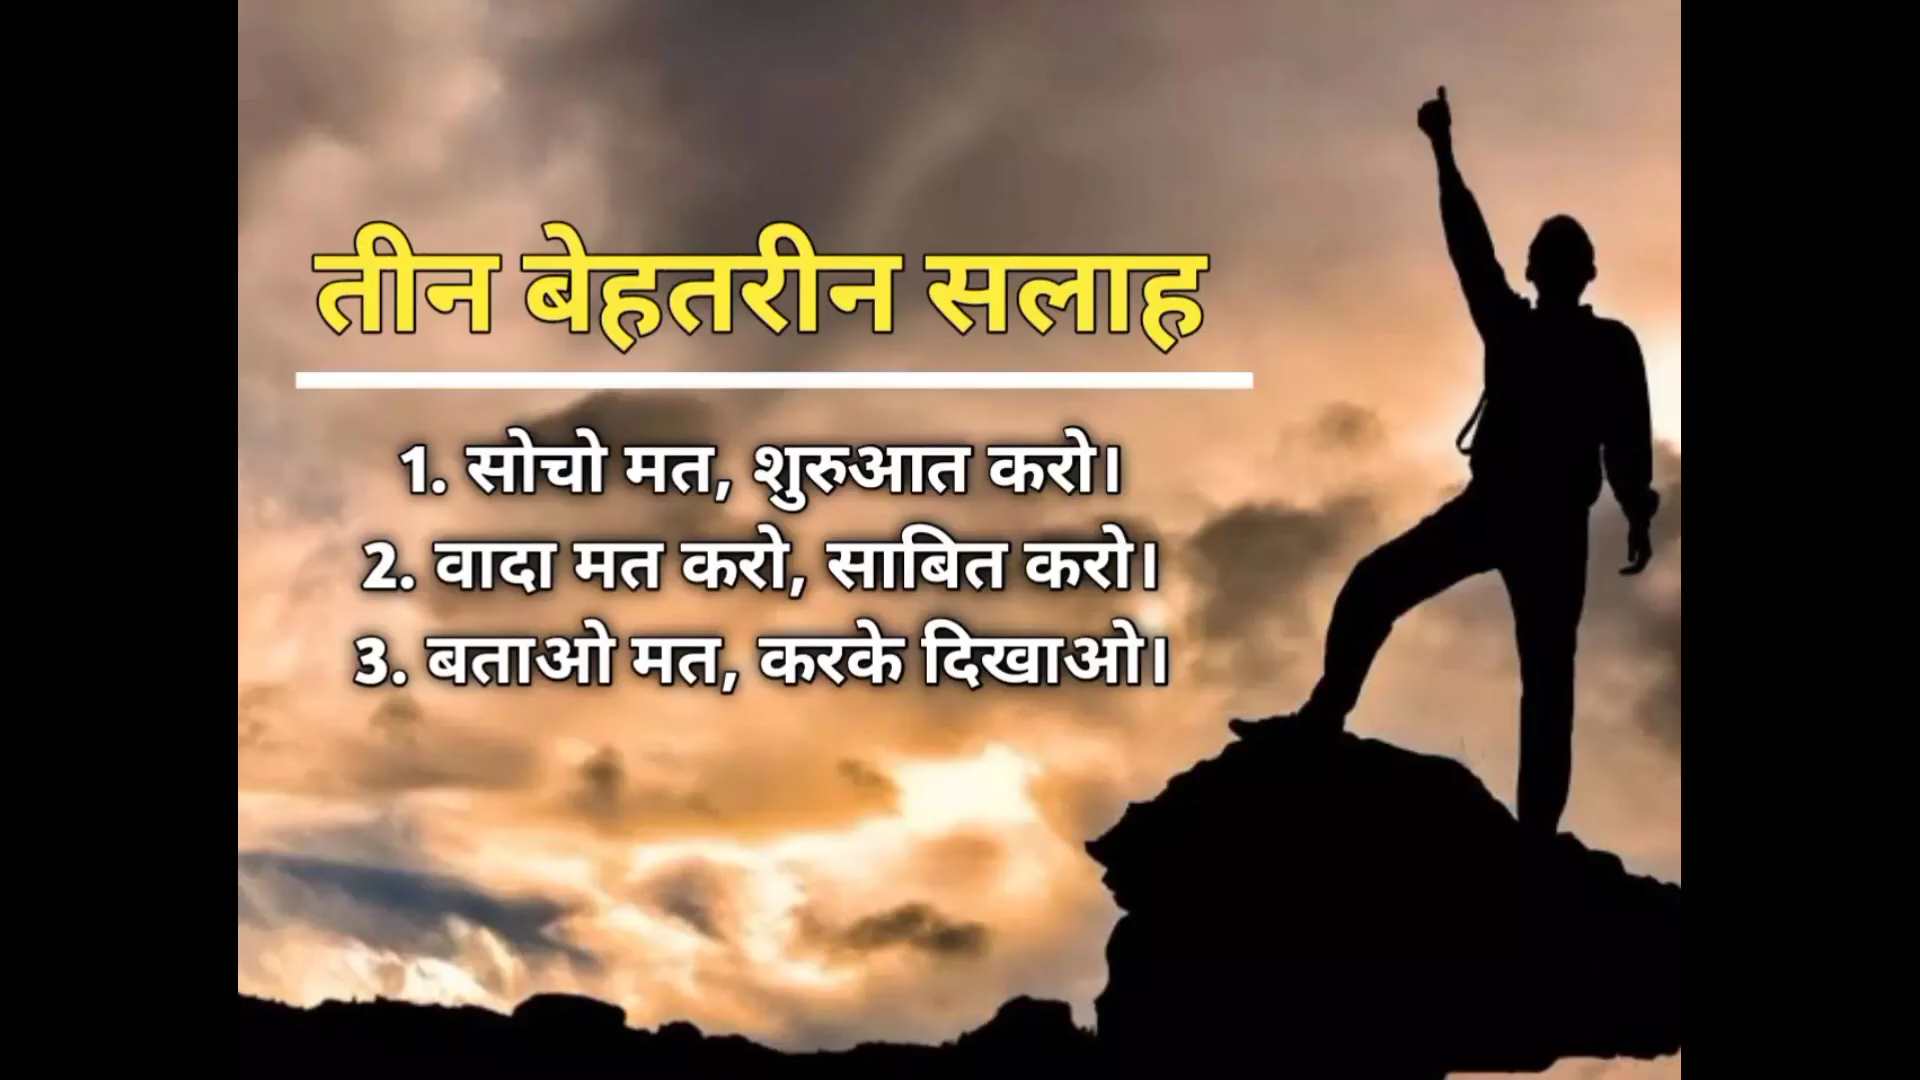 तीन बेहतरीन सलाह
1. सोचो मत, शुरुआत करो।
2. वादा मत करो, साबित करो।
3. बताओ मत, करके दिखाओ।